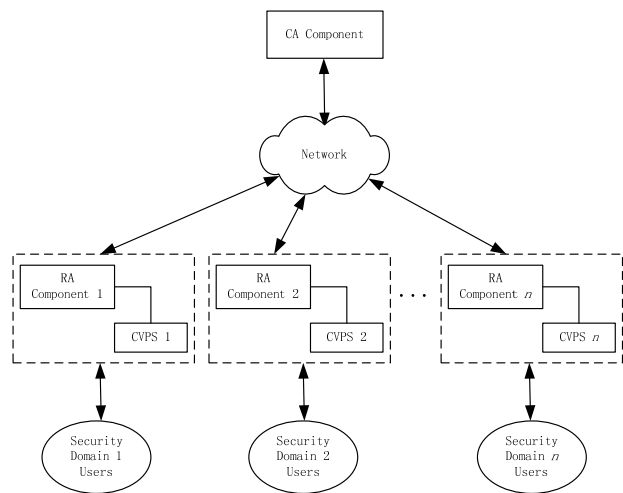 CA Component
Network
RA
Component 1
CVPS 1
RA
Component 2
CVPS 2
...
RA
Component n
CVPS n
Security
Domain 1
Users
Security
Domain 2
Users
Security
Domain n
Users